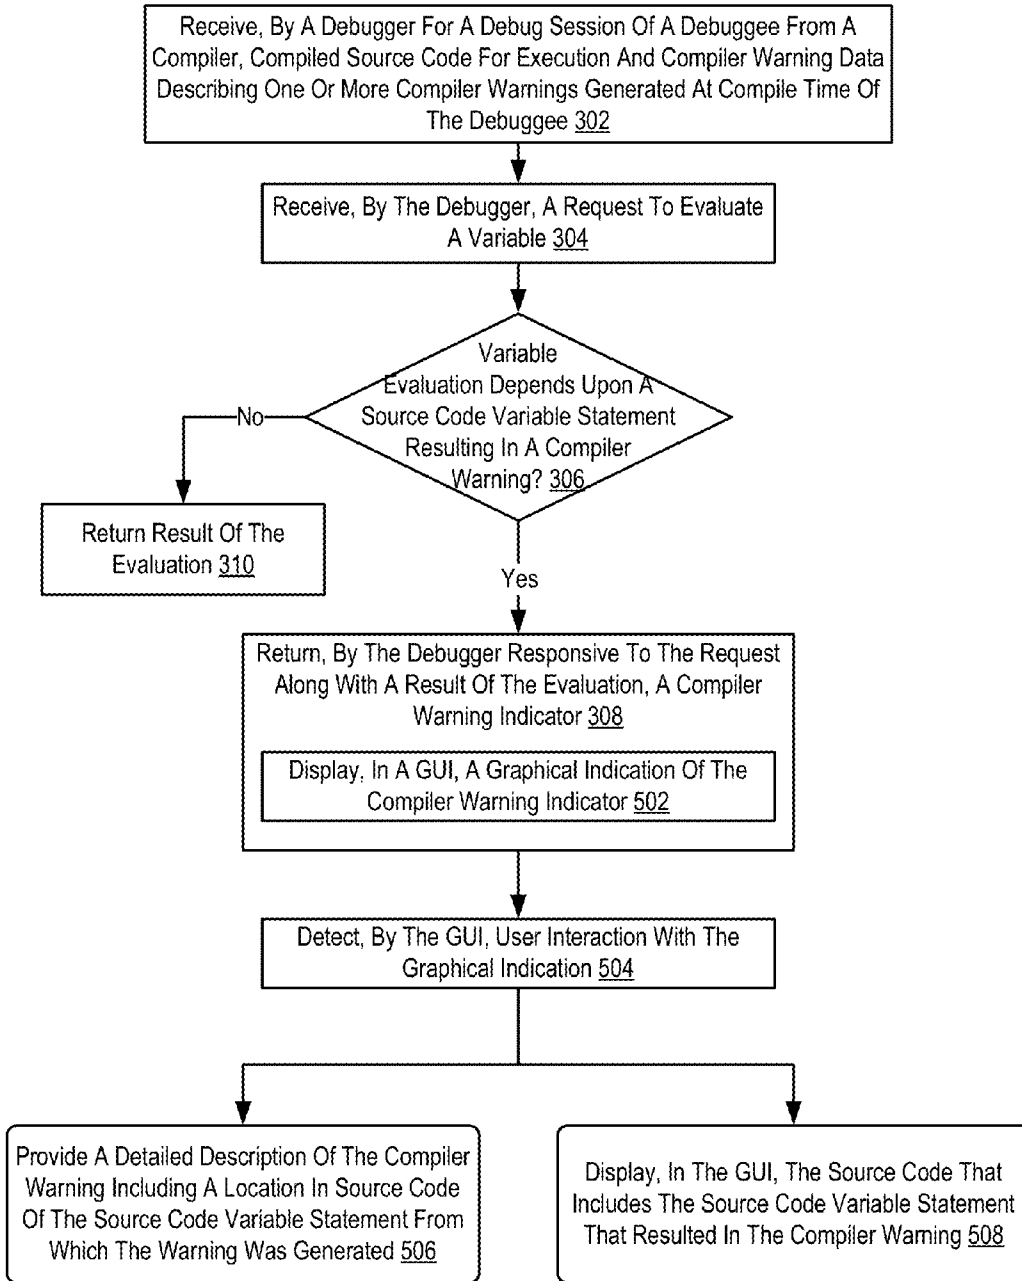 Receive, By A Debugger For A Debug Session Of A Debuggee From A
Compiler, Compiled Source Code For Execution And Compiler Warning Data
Describing One Or More Compiler Warnings Generated At Compile Time Of
The Debuggee 302
Receive, By The Debugger, A Request To Evaluate
A Variable 304
Variable
Evaluation Depends Upon A
Source Code Variable Statement
Resulting In A Compiler
Warning? 306
No
Return Result Of The
Evaluation 310
Yes
Return, By The Debugger Responsive To The Request
Along With A Result Of The Evaluation, A Compiler
Warning Indicator 308
Display, In A GUI, A Graphical Indication Of The
Compiler Warning Indicator 502
Detect, By The GUI, User Interaction With The
Graphical Indication 504
Provide A Detailed Description Of The Compiler
Warning Including A Location In Source Code
Of The Source Code Variable Statement From
Which The Warning Was Generated 506
Display, In The GUI, The Source Code That
Includes The Source Code Variable Statement
That Resulted In The Compiler Warning 508